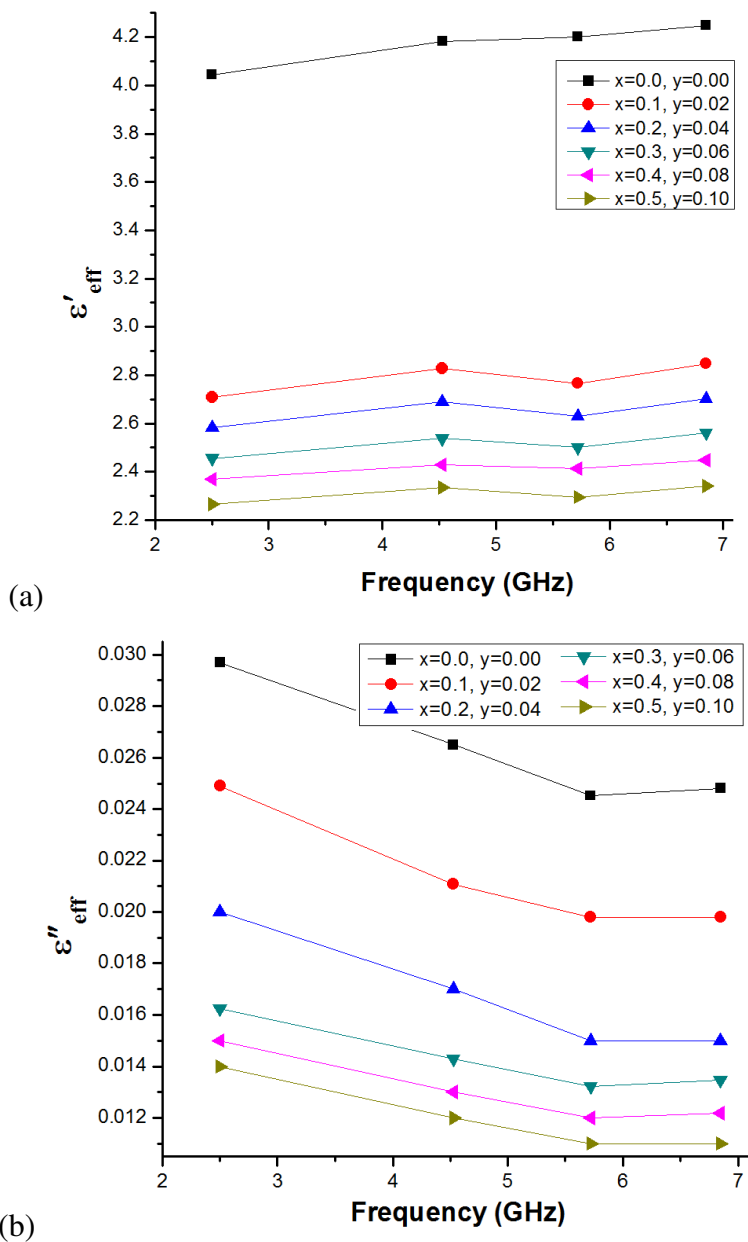 4.2
4.0
3.8
3.6
3.4
3.2
3.0
2.8
2.6
2.4
2.2
ε'eff
x=0.0, y=0.00
x=0.1, y=0.02
x=0.2, y=0.04
x=0.3, y=0.06
x=0.4, y=0.08
x=0.5, y=0.10
2 3 4 5 6 7
Frequency (GHz)
(a)
0.030
0.028
0.026
0.024
0.022
0.020
0.018
0.016
0.014
0.012
ε"eff
x=0.0, y=0.00
x=0.1, y=0.02
x=0.2, y=0.04
x=0.3, y=0.06
x=0.4, y=0.08
x=0.5, y=0.10
2 3 4 5 6 7
Frequency (GHz)
(b)